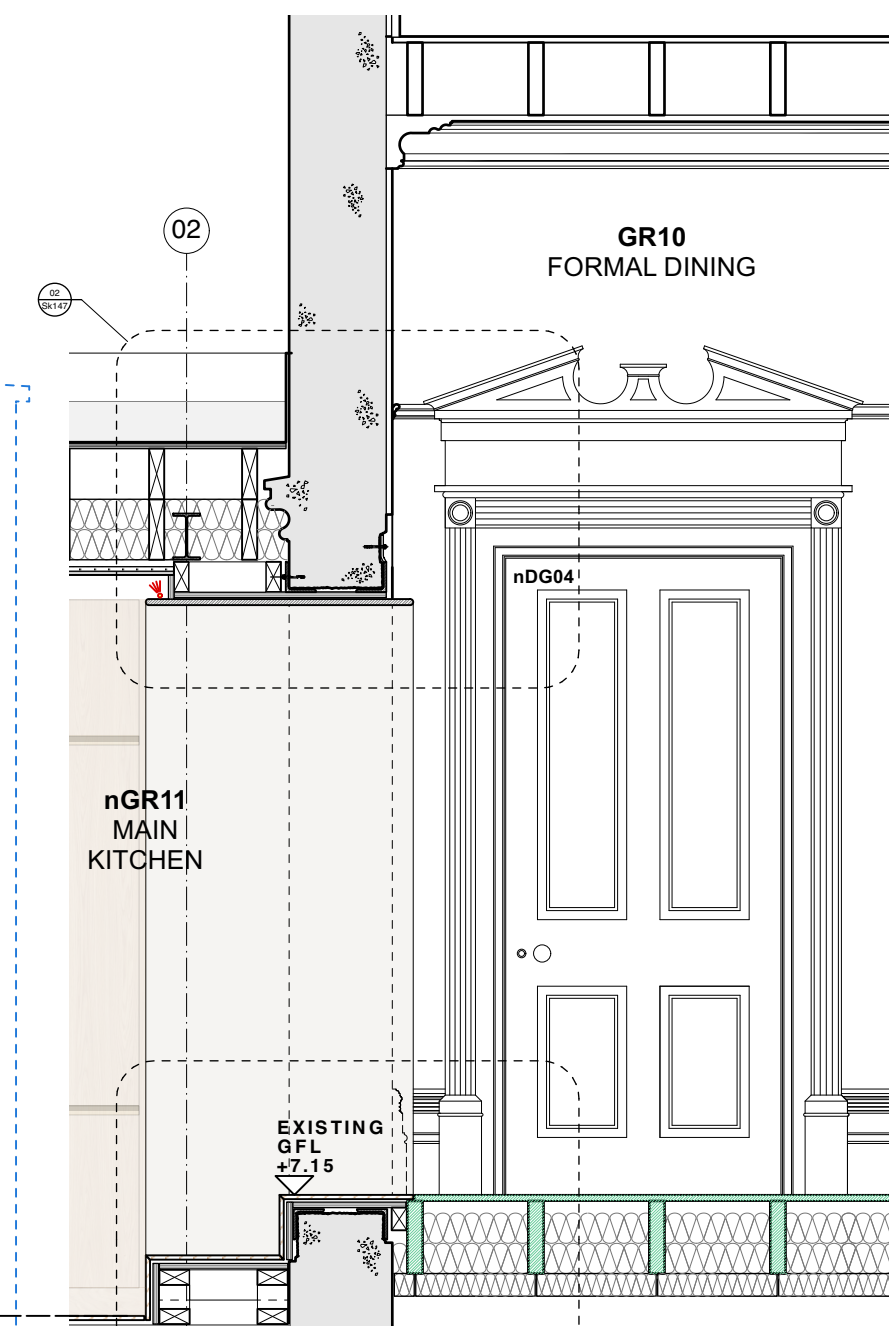 02
GR10
FORMAL DINING
02
Sk147
nDG04
nGR11
MAIN
KITCHEN
EXISTING
GFL
+7.15